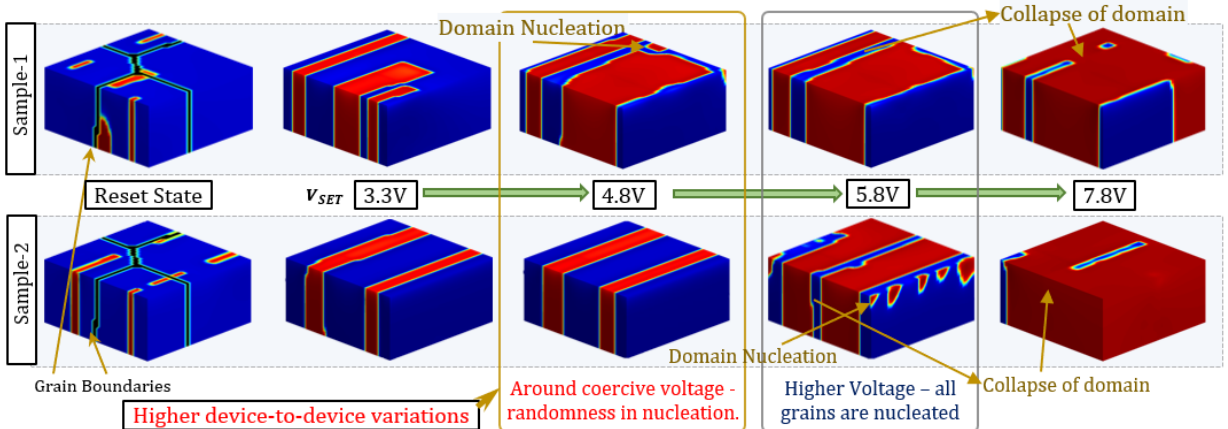 Sample-1
Domain Nucleation
Collapse of domain
Reset State
V_SET
3.3V
4.8V
5.8V
7.8V
Sample-2
Grain Boundaries
Domain Nucleation
Collapse of domain
Higher device-to-device variations
Around coercive voltage -
randomness in nucleation.
Higher Voltage – all
grains are nucleated